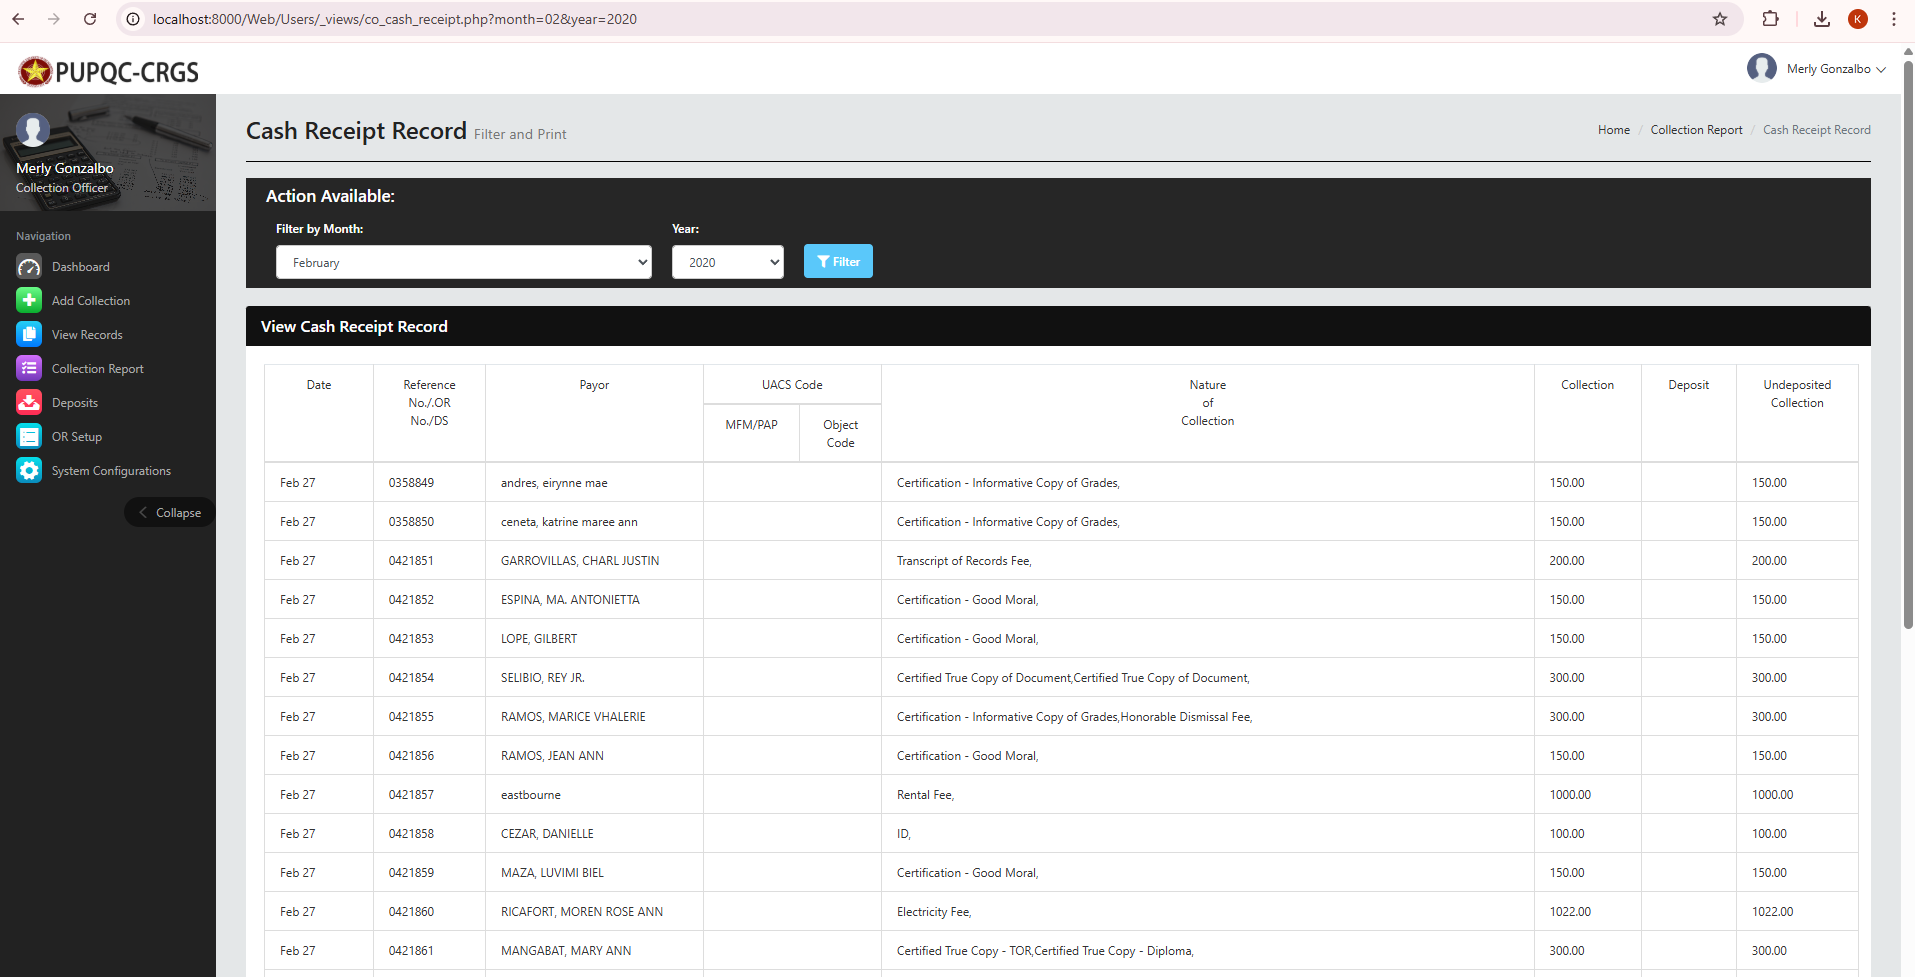 localhost:8000/Web/Users/_views/co_cash_receipt.php?month=02&year=2020
K
PUPQC-CRGS
Merly Gonzalbo
Merly Gonzalbo
Collection Officer
Navigation
Dashboard
Add Collection
View Records
Collection Report
Deposits
OR Setup
System Configurations
Collapse
Cash Receipt Record Filter and Print
Home / Collection Report / Cash Receipt Record
Action Available:
Filter by Month:
Year:
February
2020
Filter
View Cash Receipt Record
Date
Reference
No./.OR
No./DS
Payor
UACS Code
MFM/PAP
Object
Code
Nature
of
Collection
Collection
Deposit
Undeposited
Collection
Feb 27 0358849 andres, eirynne mae Certification - Informative Copy of Grades, 150.00 150.00
Feb 27 0358850 ceneta, katrine maree ann Certification - Informative Copy of Grades, 150.00 150.00
Feb 27 0421851 GARROVILLAS, CHARL JUSTIN Transcript of Records Fee, 200.00 200.00
Feb 27 0421852 ESPINA, MA. ANTONIETTA Certification - Good Moral, 150.00 150.00
Feb 27 0421853 LOPE, GILBERT Certification - Good Moral, 150.00 150.00
Feb 27 0421854 SELIBIO, REY JR. Certified True Copy of Document,Certified True Copy of Document, 300.00 300.00
Feb 27 0421855 RAMOS, MARICE VHALERIE Certification - Informative Copy of Grades,Honorable Dismissal Fee, 300.00 300.00
Feb 27 0421856 RAMOS, JEAN ANN Certification - Good Moral, 150.00 150.00
Feb 27 0421857 eastbourne Rental Fee, 1000.00 1000.00
Feb 27 0421858 CEZAR, DANIELLE ID, 100.00 100.00
Feb 27 0421859 MAZA, LUVIMI BIEL Certification - Good Moral, 150.00 150.00
Feb 27 0421860 RICAFORT, MOREN ROSE ANN Electricity Fee, 1022.00 1022.00
Feb 27 0421861 MANGABAT, MARY ANN Certified True Copy - TOR,Certified True Copy - Diploma, 300.00 300.00